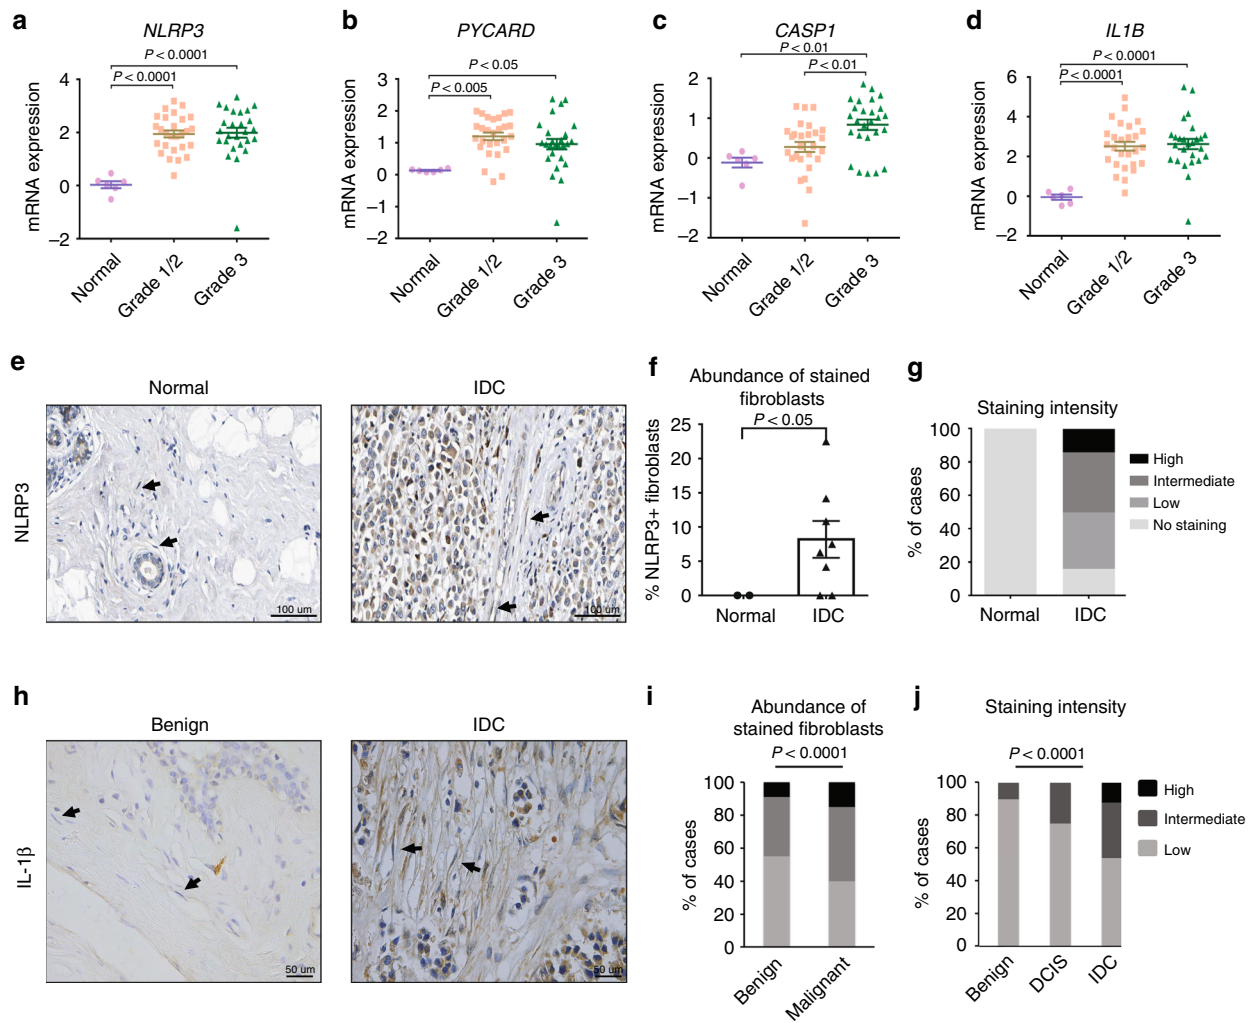 a
NLRP3
P < 0.0001
P < 0.0001
mRNA expression
4
2
0
−2
Normal
Grade 1/2
Grade 3
b
PYCARD
P < 0.05
P < 0.005
mRNA expression
3
2
1
0
−1
−2
Normal
Grade 1/2
Grade 3
c
CASP1
P < 0.01
P < 0.01
mRNA expression
2
1
0
−1
−2
Normal
Grade 1/2
Grade 3
d
IL1B
P < 0.0001
P < 0.0001
mRNA expression
6
4
2
0
−2
Normal
Grade 1/2
Grade 3
e
Normal
IDC
NLRP3
100 um
100 um
f
Abundance of stained
fibroblasts
P < 0.05
% NLRP3+ fibroblasts
25
20
15
10
5
0
Normal
IDC
g
Staining intensity
% of cases
100
80
60
40
20
0
Normal
IDC
High
Intermediate
Low
No staining
h
Benign
IDC
IL-1β
50 um
50 um
i
Abundance of
stained fibroblasts
P < 0.0001
% of cases
100
80
60
40
20
0
Benign
Malignant
j
Staining intensity
P < 0.0001
% of cases
100
80
60
40
20
0
Benign
DCIS
IDC
High
Intermediate
Low